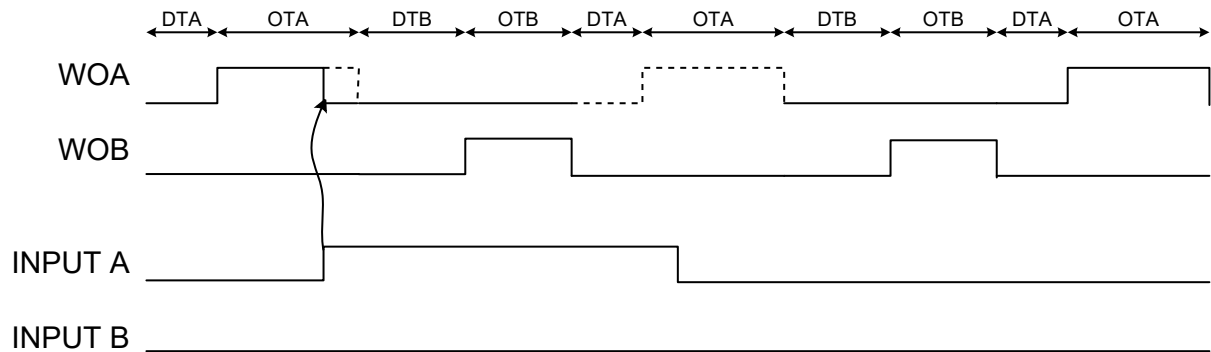 DTA OTA DTB OTB DTA OTA DTB OTB DTA OTA
WOA
WOB
INPUT A
INPUT B